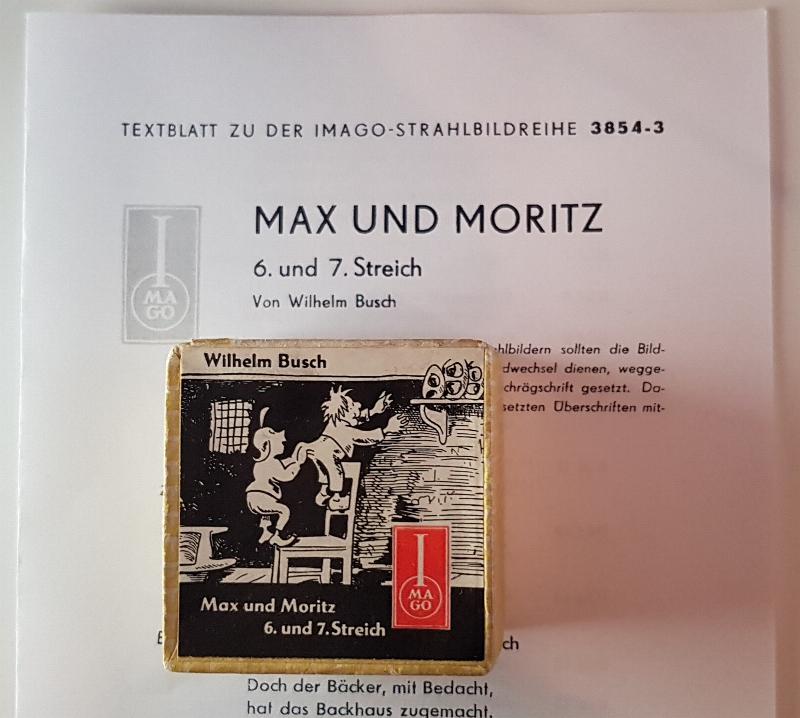 TEXTBLATT ZU DER IMAGO-STRAHLBILDREIHE 3854-3
MAX UND MORITZ
I
MA
GO
6. und 7. Streich
Von Wilhelm Busch
hlbildern sollten die Bild-
dwechsel dienen, wegge-
chrägschrift gesetzt. Da-
setzten Überschriften mit-
Wilhelm Busch
I
MA
GO
Max und Moritz
6. und 7. Streich
ch
Doch der Bäcker, mit Bedacht,
hat das Backhaus zugemacht.